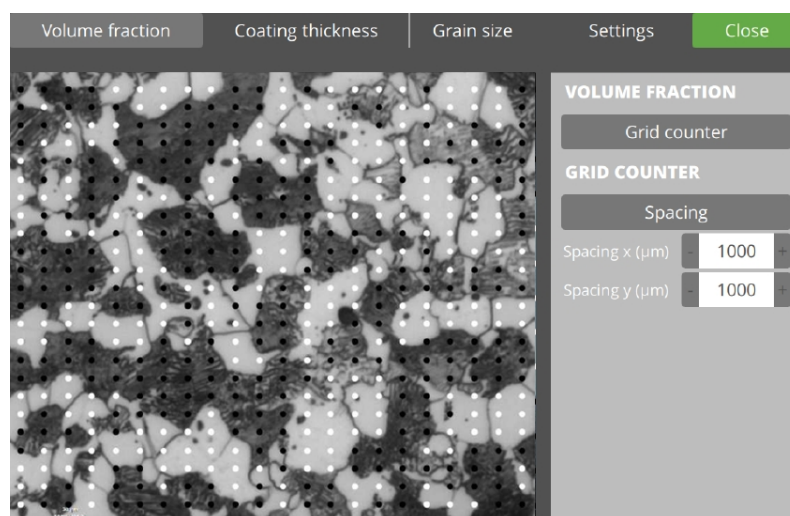 Volume fraction Coating thickness Grain size Settings Close
VOLUME FRACTION
Grid counter
GRID COUNTER
Spacing
Spacing x (μm) - 1000 +
Spacing y (μm) - 1000 +